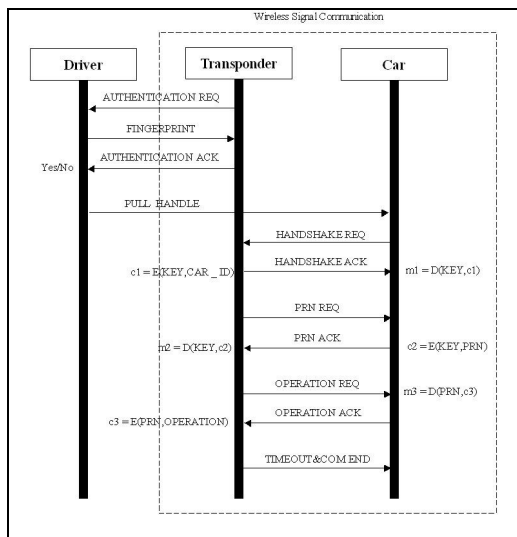 Wireless Signal Communication
Driver
Transponder
Car
AUTHENTICATION REQ
FINGERPRINT
AUTHENTICATION ACK
Yes/No
PULL HANDLE
HANDSHAKE REQ
HANDSHAKE ACK
c1 = E(KEY,CAR _ ID)
m1 = D(KEY,c1)
PRN REQ
PRN ACK
m2 = D(KEY,c2)
c2 = E(KEY,PRN)
OPERATION REQ
m3 = D(PRN,c3)
OPERATION ACK
c3 = E(PRN,OPERATION)
TIMEOUT&COM END